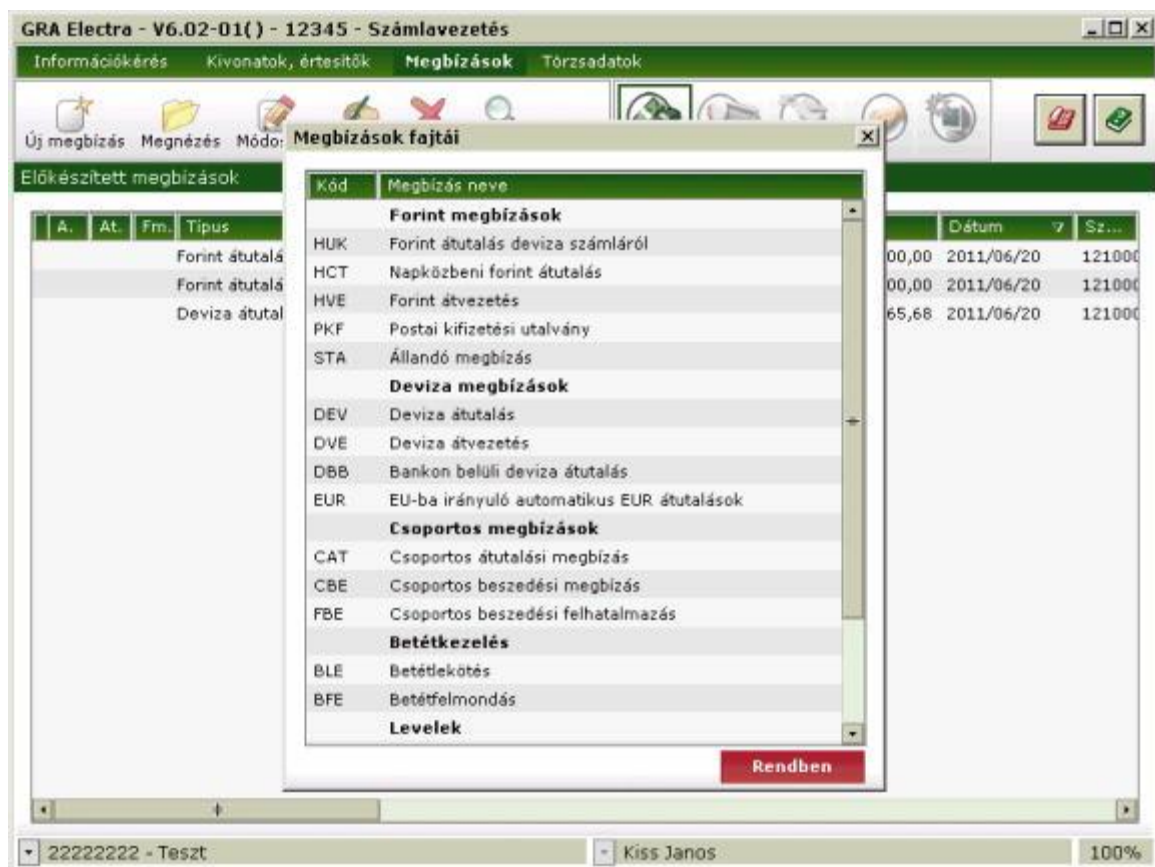 GRA Electra - V6.02-01( ) - 12345 - Számlavezetés
Információkérés Kivonatok, értesítők Megbízások Törzsadatok
Új megbízás Megnézés
Megbízások fajtái
Előkészített megbízások
Kód Megbízás neve
A. At. Fm. Típus Dátum Sz...
Forint megbízások
HUK Forint átutalás deviza számláról
HCT Napközbeni forint átutalás
HVE Forint átvezetés
PKF Postai kifizetési utalvány
STA Állandó megbízás
Deviza megbízások
DEV Deviza átutalás
DVE Deviza átvezetés
DBB Bankon belüli deviza átutalás
EUR EU-ba irányuló automatikus EUR átutalások
Csoportos megbízások
CAT Csoportos átutalási megbízás
CBE Csoportos beszedési megbízás
FBE Csoportos beszedési felhatalmazás
Betétkezelés
BLE Betétlekötés
BFE Betétfelmondás
Levelek
Rendben
Forint átutalá 00,00 2011/06/20 121000
Forint átutalá 00,00 2011/06/20 121000
Deviza átutal 65,68 2011/06/20 121000
22222222 - Teszt Kiss Janos 100%